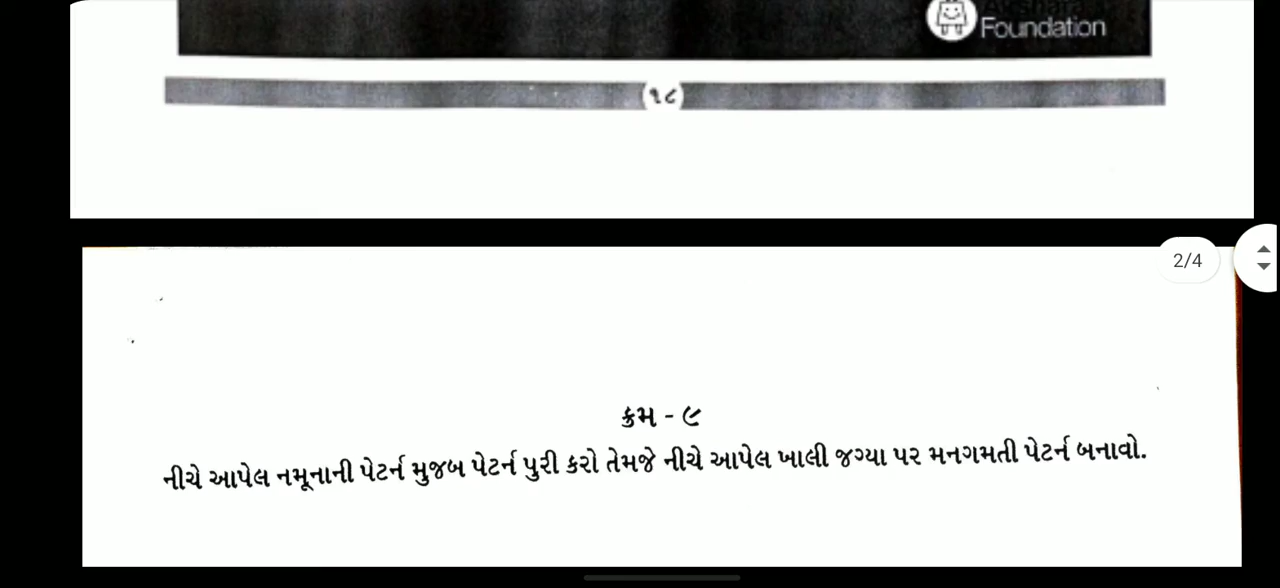 Foundation
૧૮
2/4
ક્રમ - ૯
નીચે આપેલ નમૂનાની પેટર્ન મુજબ પેટર્ન પુરી કરો તેમજે નીચે આપેલ ખાલી જગ્યા પર મનગમતી પેટર્ન બનાવો.